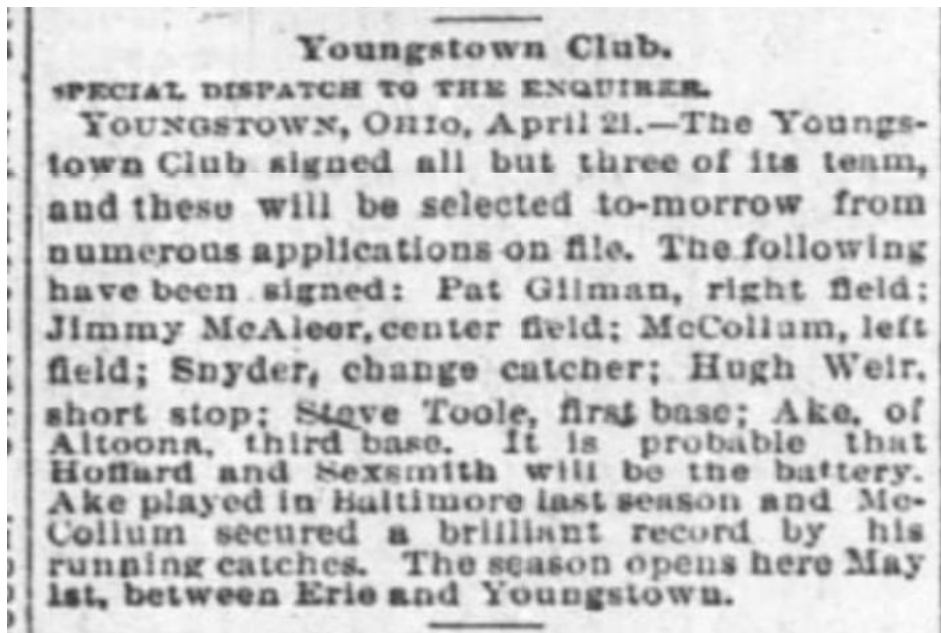 Youngstown Club.
SPECIAL DISPATCH TO THE ENQUIRER.
YOUNGSTOWN, OHIO, April 21.—The Youngs-
town Club signed all but three of its team,
and these will be selected to-morrow from
numerous applications on file. The following
have been signed: Pat Gilman, right field;
Jimmy McAleer, center field; McCollum, left
field; Snyder, change catcher; Hugh Weir,
short stop; Steve Toole, first base; Ake, of
Altoona, third base. It is probable that
Hoffard and Sexsmith will be the battery.
Ake played in Baltimore last season and Mc-
Collum secured a brilliant record by his
running catches. The season opens here May
1st, between Erie and Youngstown.